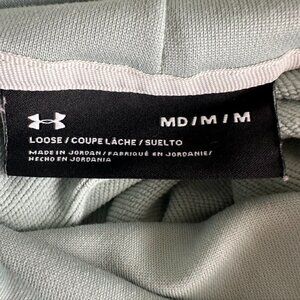 MD / M / M
LOOSE / COUPE LÂCHE / SUELTO
MADE IN JORDAN / FABRIQUÉ EN JORDANIE/
HECHO EN JORDANIA